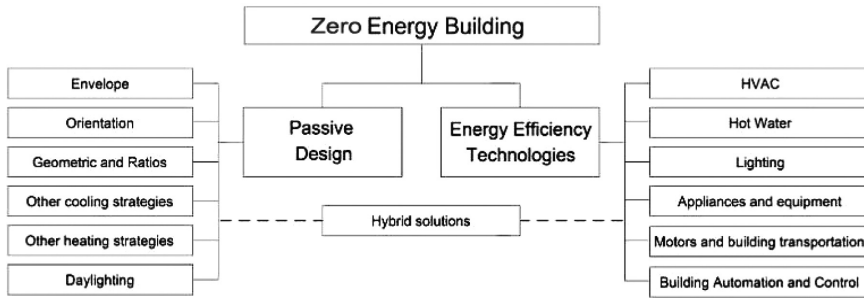 Zero Energy Building
Envelope
Orientation
Geometric and Ratios
Other cooling strategies
Other heating strategies
Daylighting
Passive
Design
Energy Efficiency
Technologies
Hybrid solutions
HVAC
Hot Water
Lighting
Appliances and equipment
Motors and building transportation
Building Automation and Control